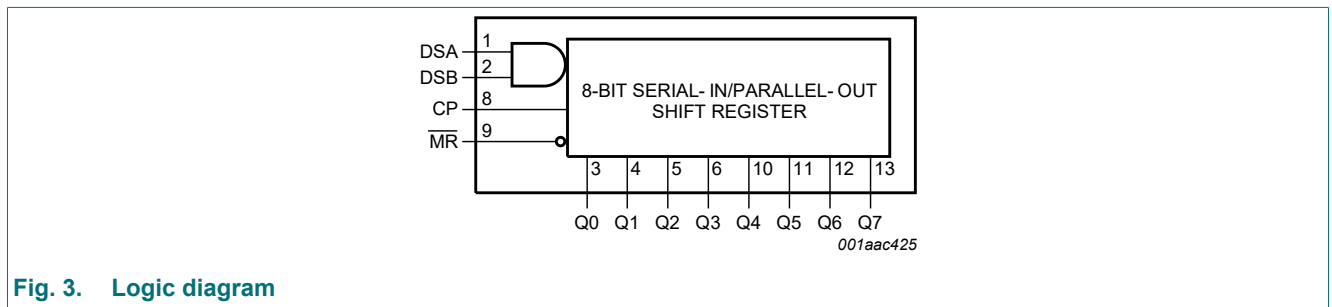 DSA 1
DSB 2
CP 8
M̅R̅ 9
8-BIT SERIAL- IN/PARALLEL- OUT
SHIFT REGISTER
3 4 5 6 10 11 12 13
Q0 Q1 Q2 Q3 Q4 Q5 Q6 Q7
001aac425
Fig. 3. Logic diagram